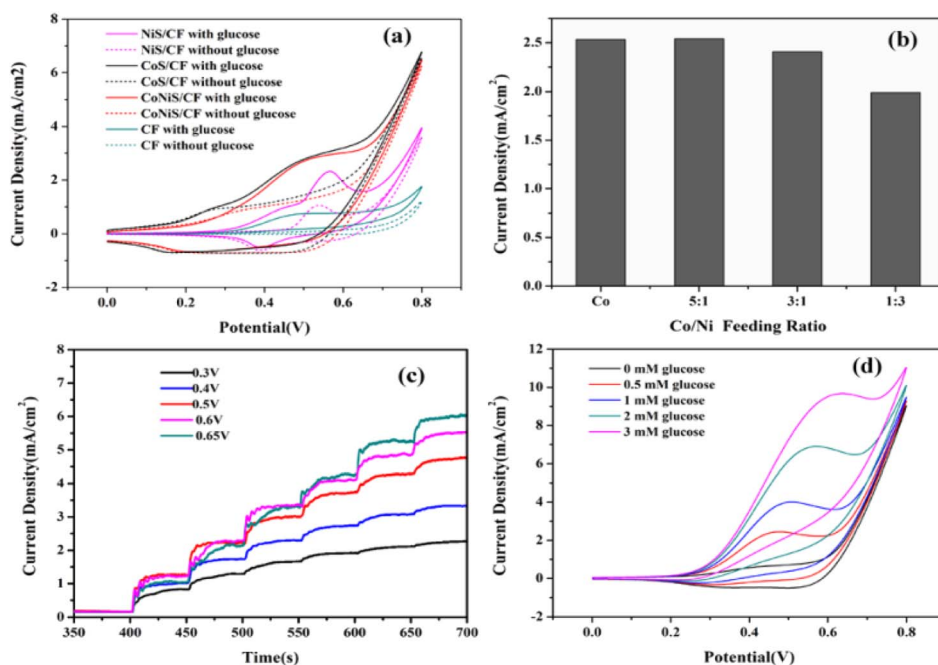 (a)
NiS/CF with glucose
NiS/CF without glucose
CoS/CF with glucose
CoS/CF without glucose
CoNiS/CF with glucose
CoNiS/CF without glucose
CF with glucose
CF without glucose
Current Density(mA/cm2)
8
6
4
2
0
-2
0.0 0.2 0.4 0.6 0.8
Potential(V)
(b)
Current Density(mA/cm²)
2.5
2.0
1.5
1.0
0.5
0.0
Co 5:1 3:1 1:3
Co/Ni Feeding Ratio
(c)
0.3V
0.4V
0.5V
0.6V
0.65V
Current Density(mA/cm²)
8
7
6
5
4
3
2
1
0
350 400 450 500 550 600 650 700
Time(s)
(d)
0 mM glucose
0.5 mM glucose
1 mM glucose
2 mM glucose
3 mM glucose
Current Density(mA/cm²)
12
10
8
6
4
2
0
-2
0.0 0.2 0.4 0.6 0.8
Potential(V)